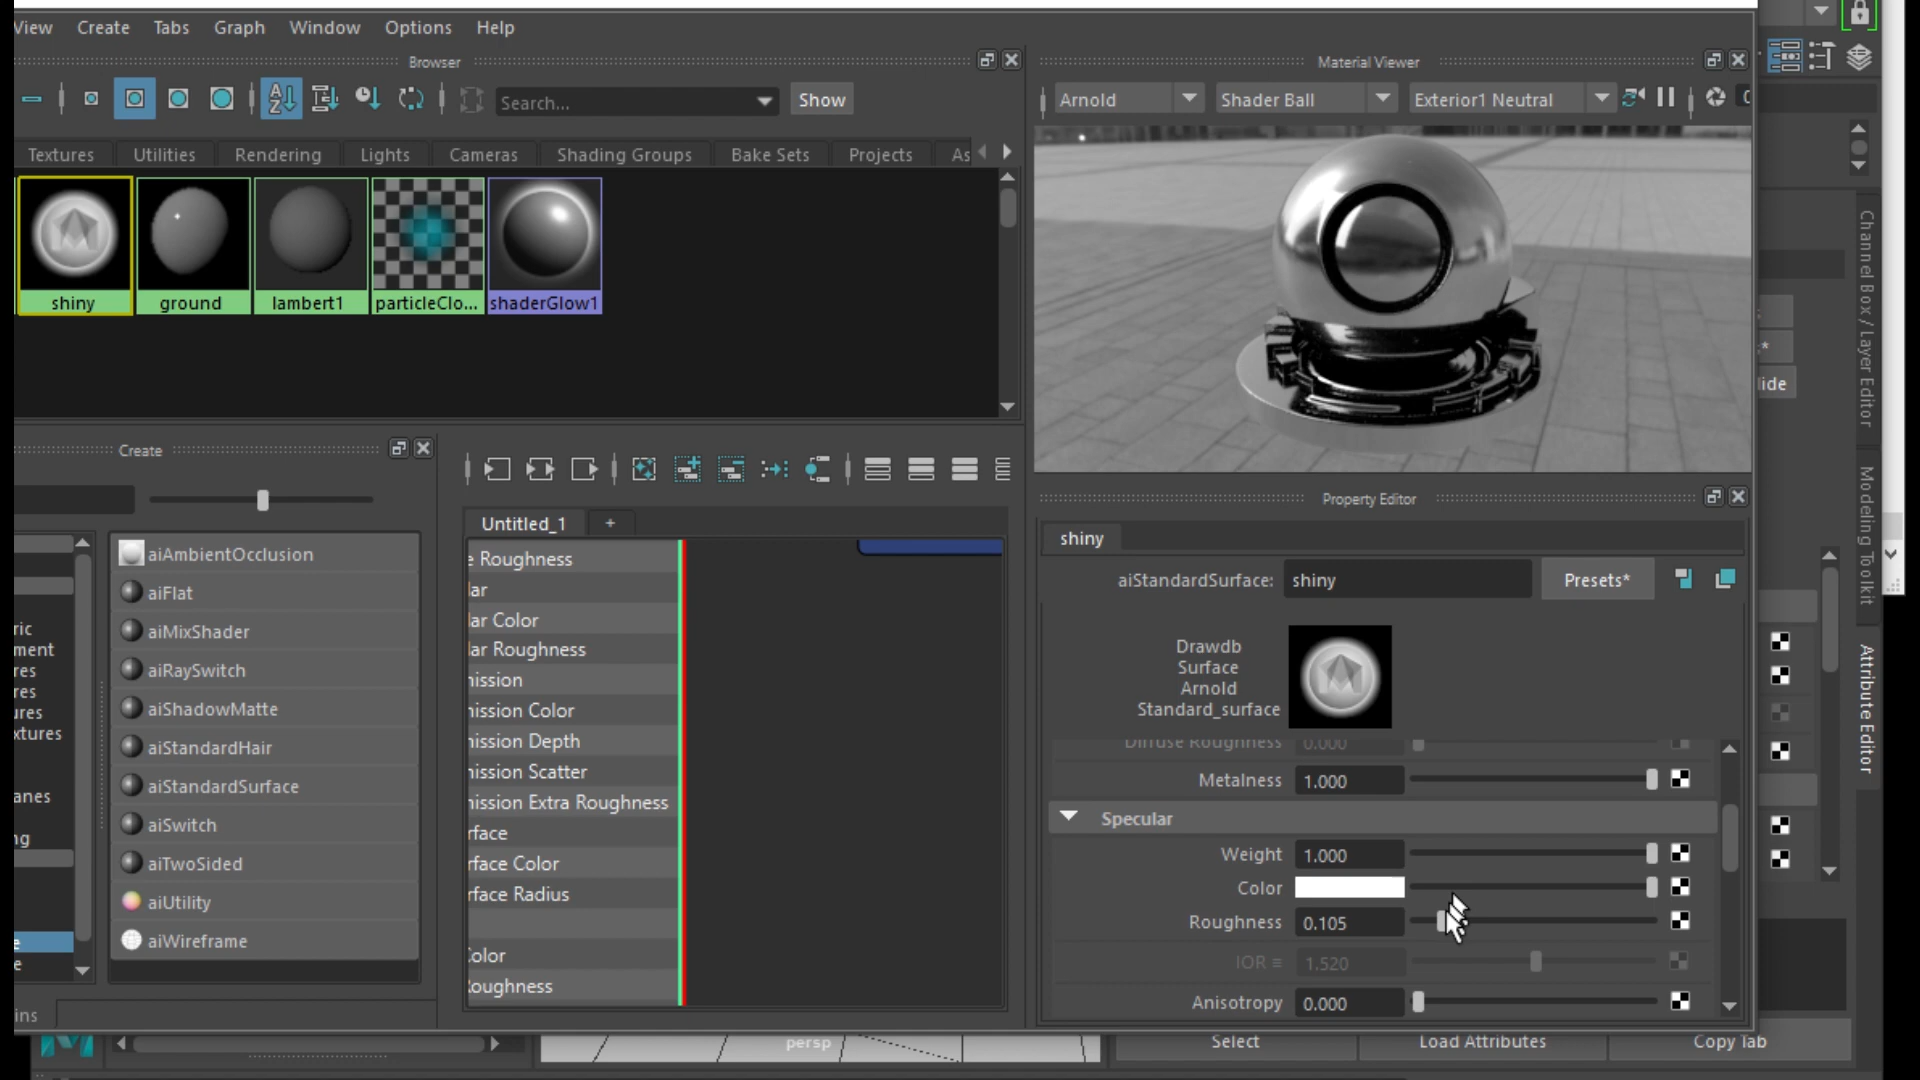 View Create Tabs Graph Window Options Help
Browser
Search...
Show
Textures Utilities Rendering Lights Cameras Shading Groups Bake Sets Projects As
shiny ground lambert1 particleClo... shaderGlow1
Material Viewer
Arnold Shader Ball Exterior1 Neutral
Create
aiAmbientOcclusion
aiFlat
aiMixShader
aiRaySwitch
aiShadowMatte
aiStandardHair
aiStandardSurface
aiSwitch
aiTwoSided
aiUtility
aiWireframe
ric
ment
res
res
ures
xtures
anes
ng
e
e
ins
Untitled_1 +
e Roughness
lar
lar Color
lar Roughness
nission
nission Color
nission Depth
nission Scatter
nission Extra Roughness
rface
rface Color
rface Radius
Color
Roughness
Property Editor
shiny
aiStandardSurface: shiny Presets*
Drawdb
Surface
Arnold
Standard_surface
Diffuse Roughness 0.000
Metalness 1.000
Specular
Weight 1.000
Color
Roughness 0.105
IOR 1.520
Anisotropy 0.000
ide
Channel Box / Layer Editor
Modeling Toolkit
Attribute Editor
persp
Select Load Attributes Copy Tab